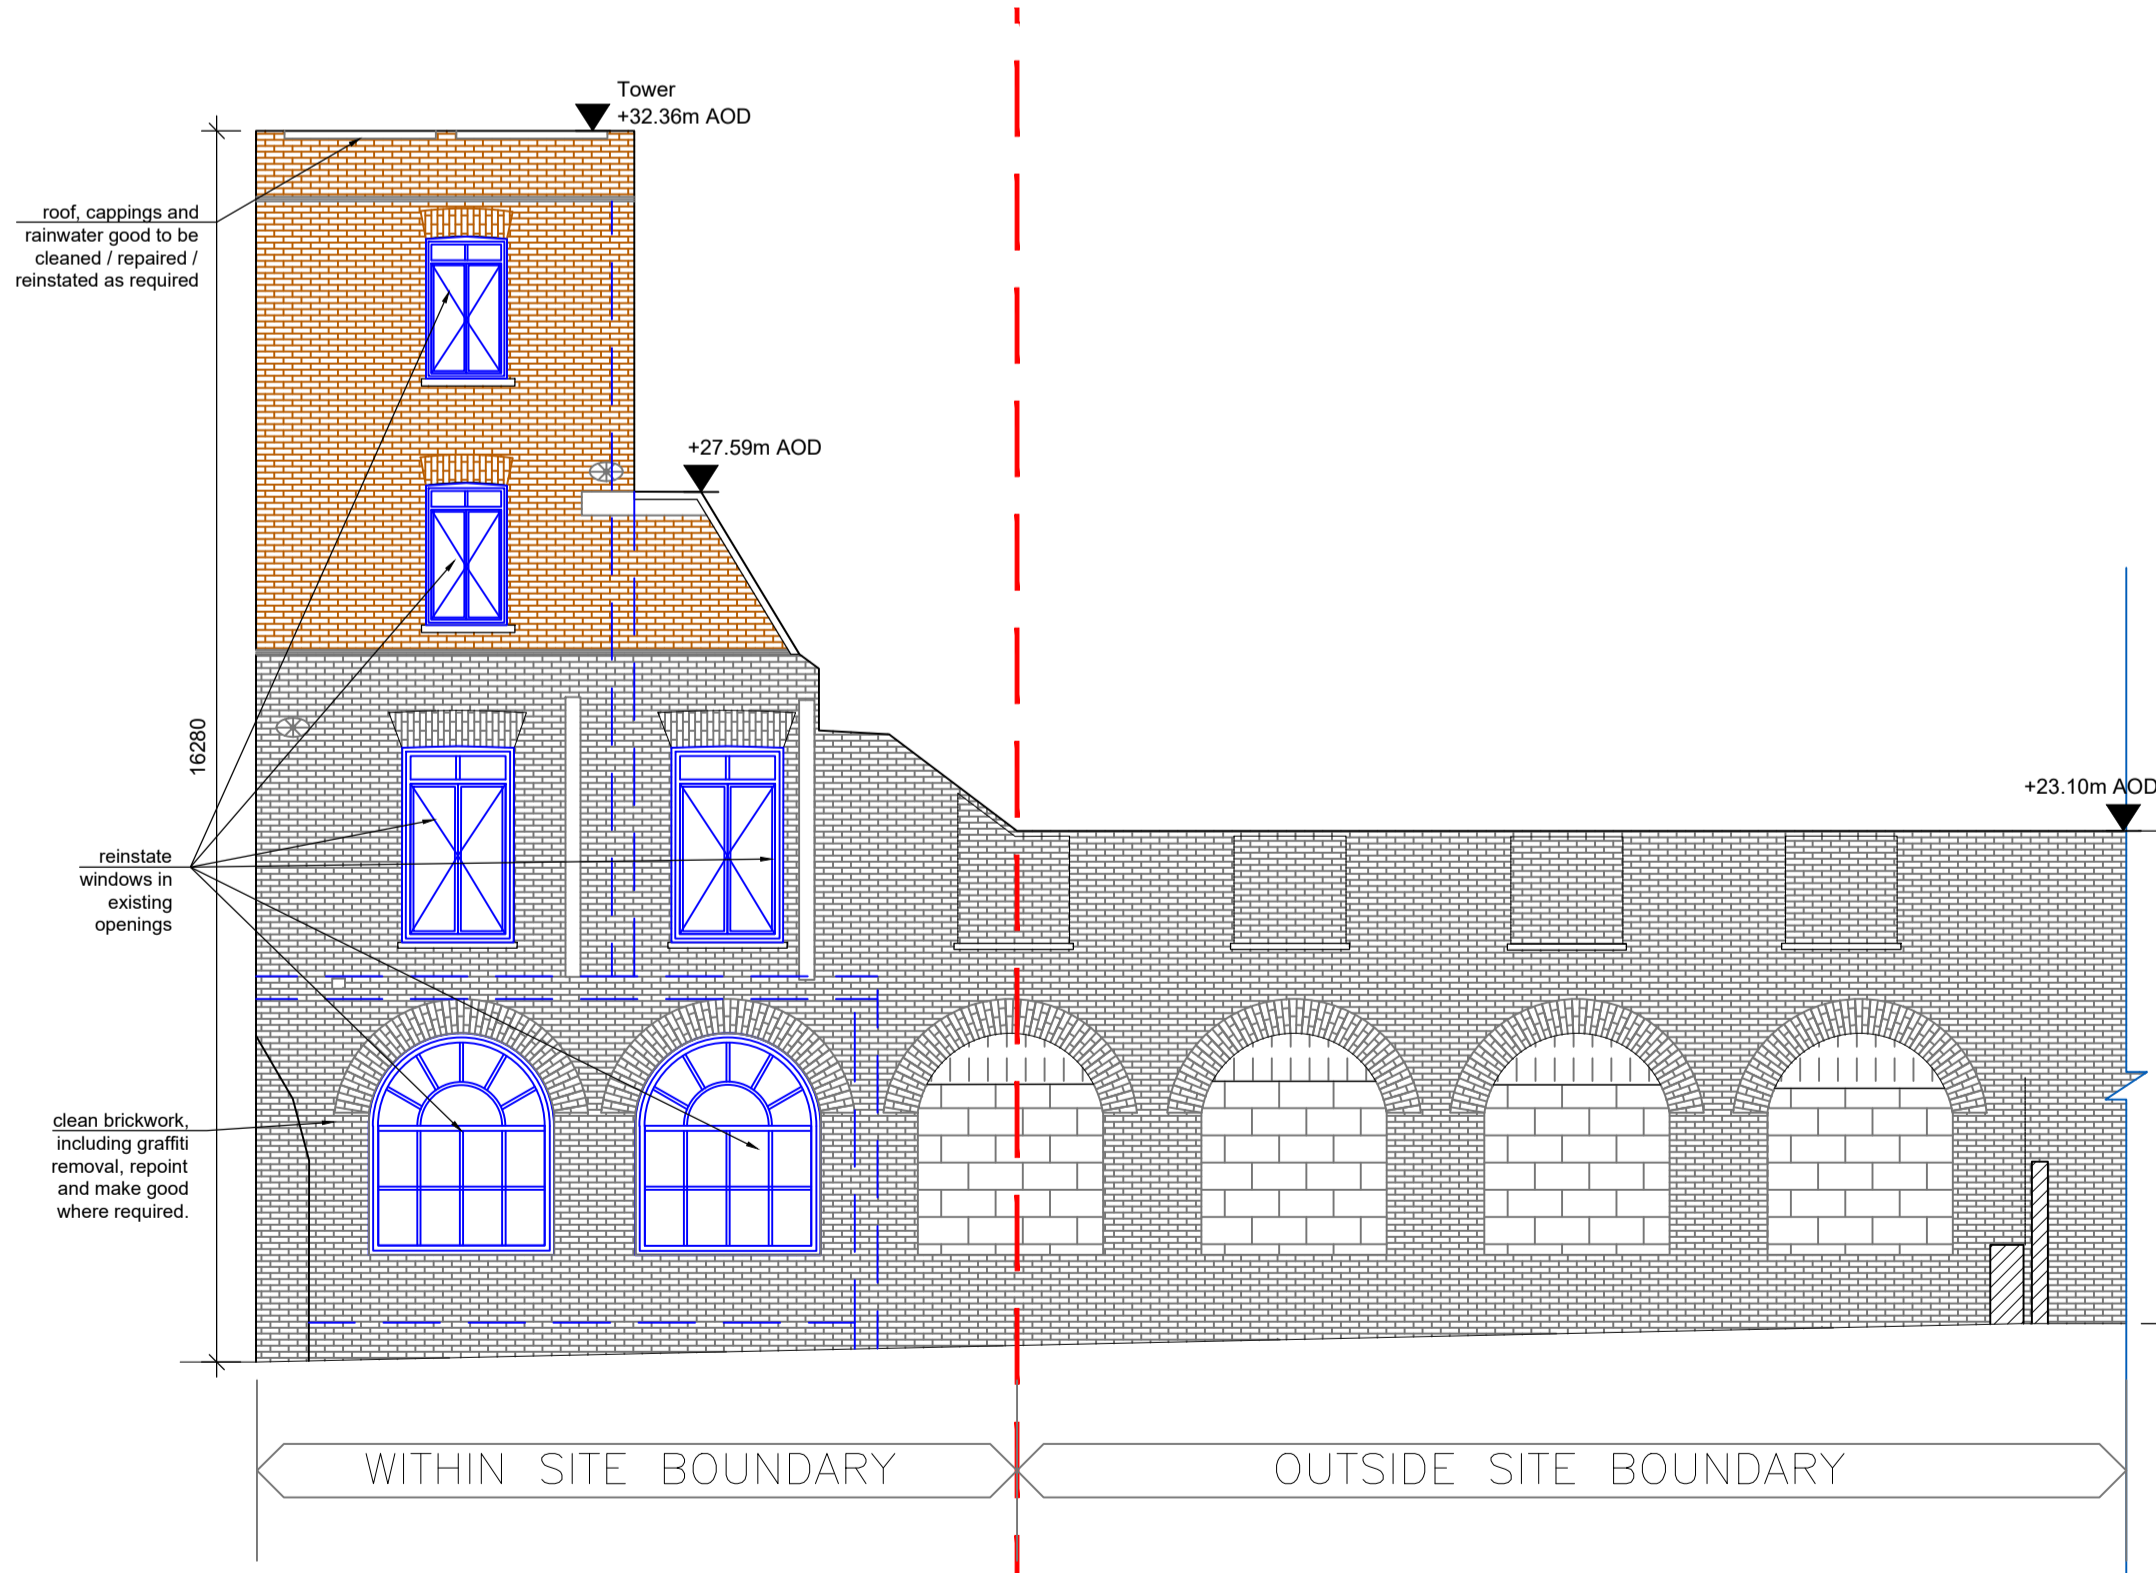 Tower
+32.36m AOD
roof, cappings and
rainwater good to be
cleaned / repaired /
reinstated as required
+27.59m AOD
16280
+23.10m AOD
reinstate
windows in
existing
openings
clean brickwork,
including graffiti
removal, repoint
and make good
where required.
WITHIN SITE BOUNDARY
OUTSIDE SITE BOUNDARY